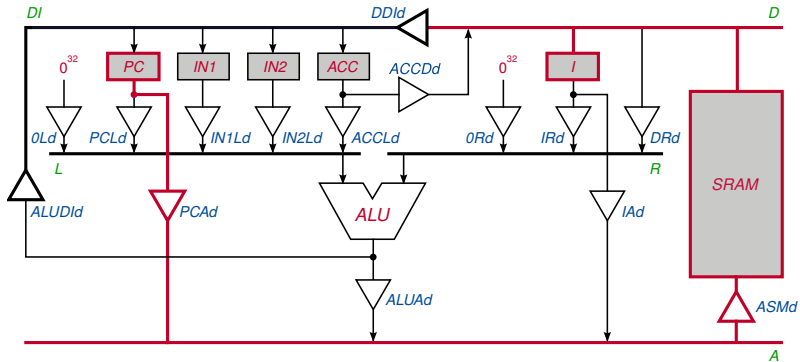 DI DDId D
0³² PC IN1 IN2 ACC ACCDd 0³² I
0Ld PCLd IN1Ld IN2Ld ACCLd 0Rd IRd DRd
L R
ALUDId PCAd ALU IAd SRAM
ALUAd ASMd
A